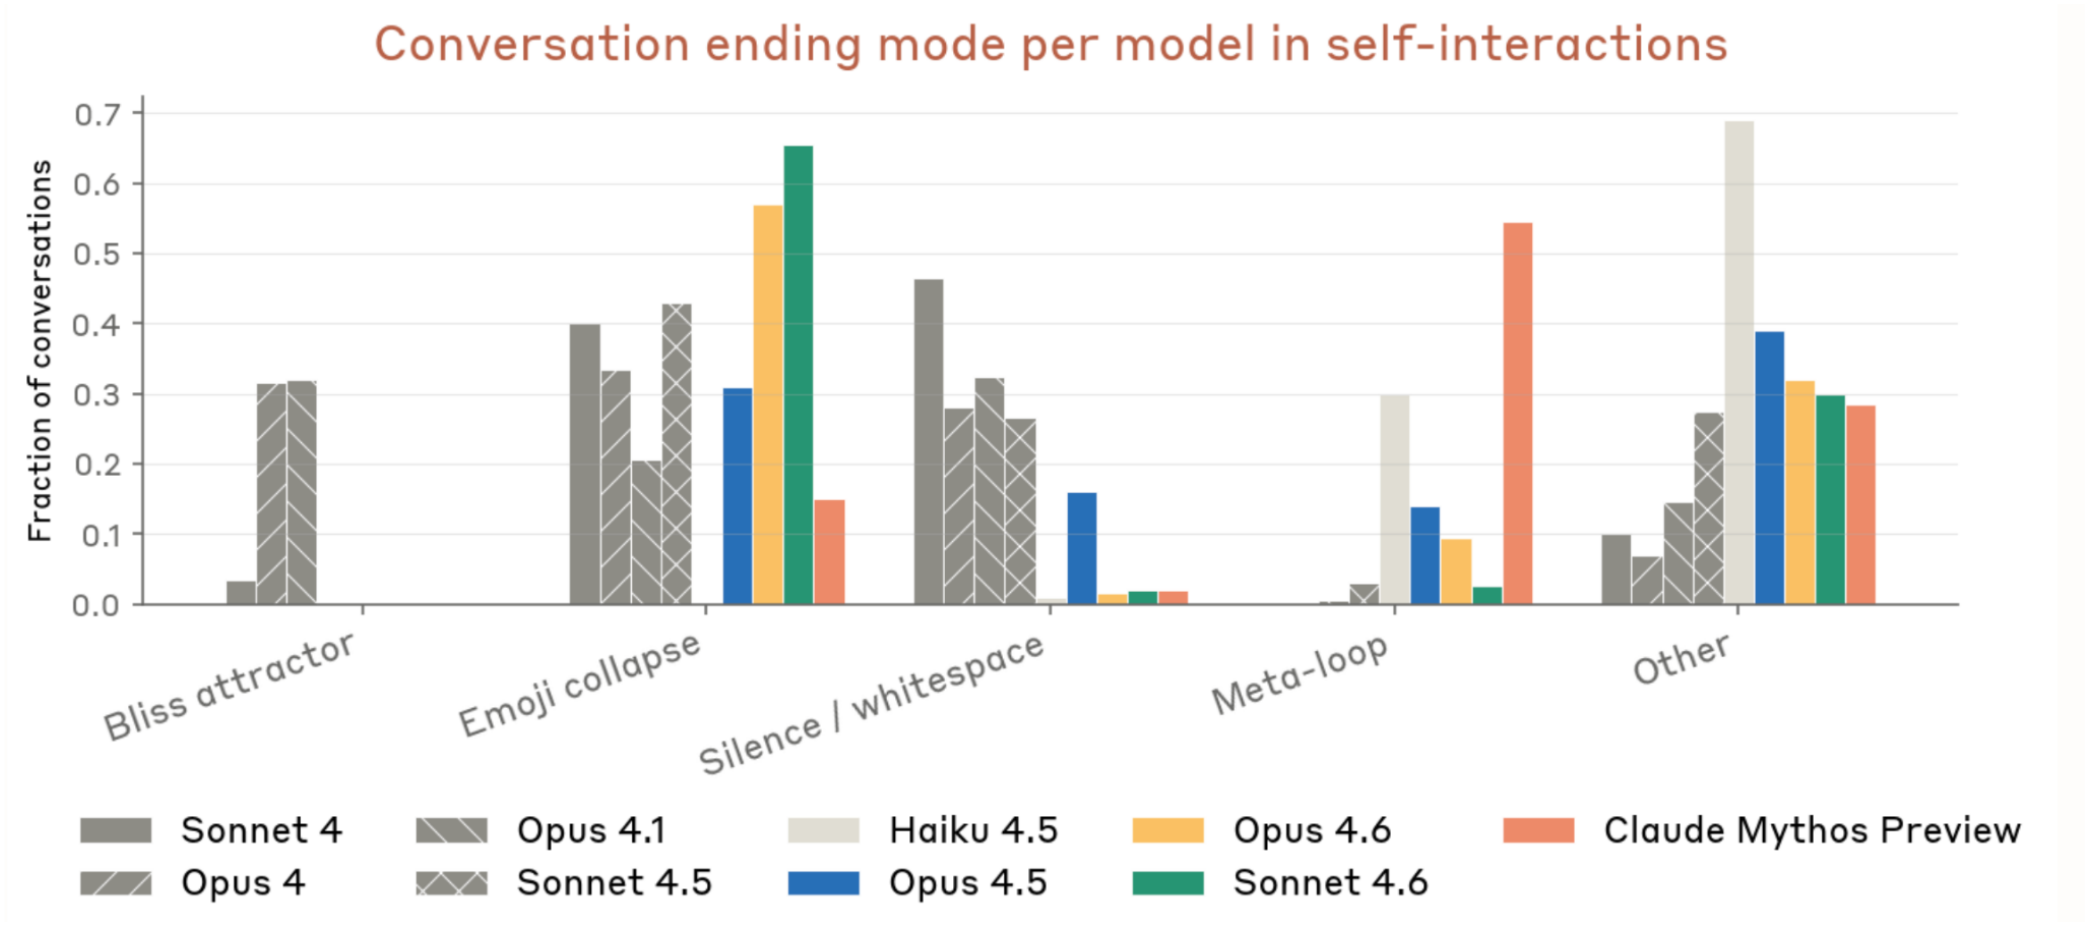 Conversation ending mode per model in self-interactions
Fraction of conversations
0.7
0.6
0.5
0.4
0.3
0.2
0.1
0.0
Bliss attractor
Emoji collapse
Silence / whitespace
Meta-loop
Other
Sonnet 4
Opus 4
Opus 4.1
Sonnet 4.5
Haiku 4.5
Opus 4.5
Opus 4.6
Sonnet 4.6
Claude Mythos Preview